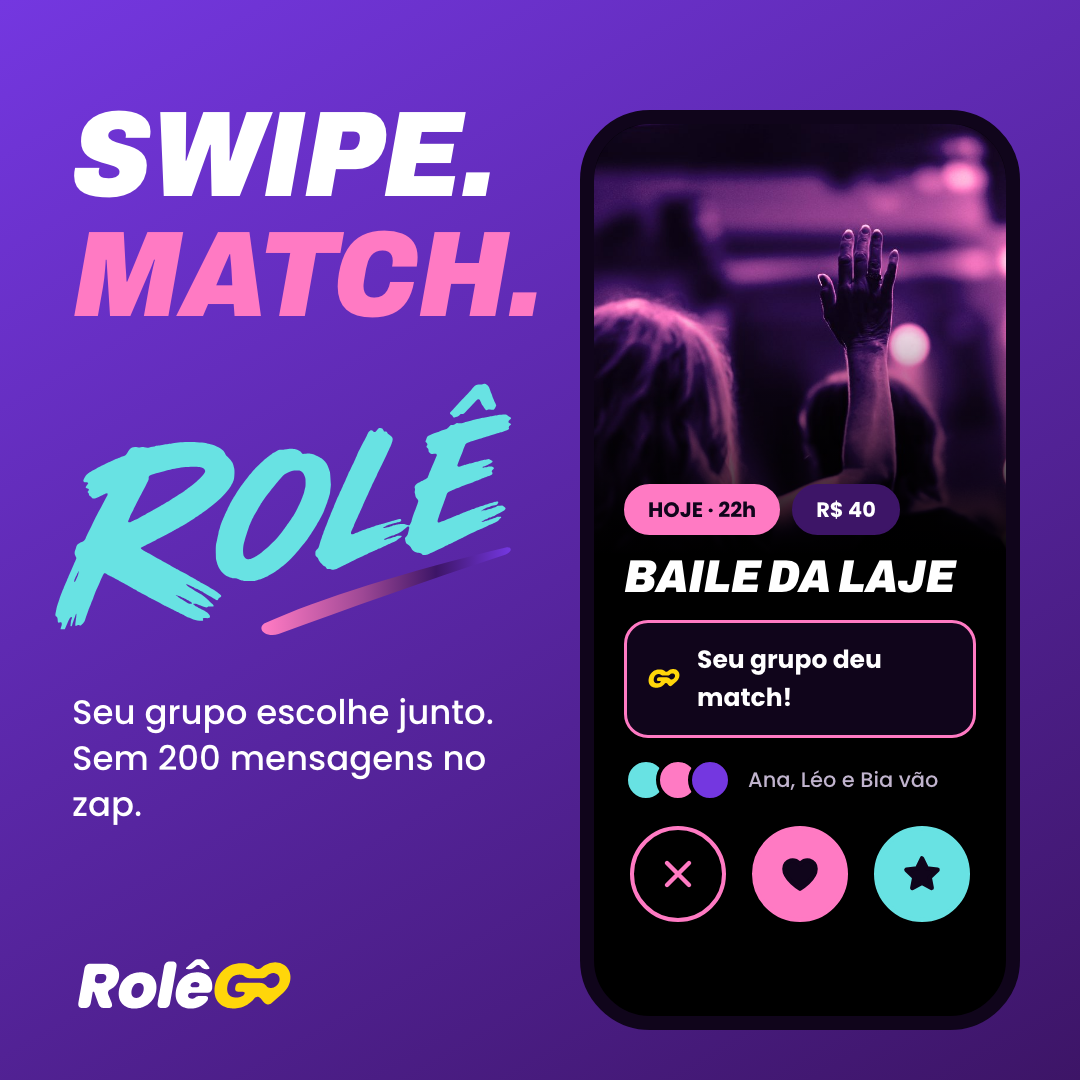 SWIPE.
MATCH.
ROLÊ
Seu grupo escolhe junto.
Sem 200 mensagens no
zap.
RolêGO
HOJE · 22h
R$ 40
BAILE DA LAJE
GO
Seu grupo deu
match!
Ana, Léo e Bia vão